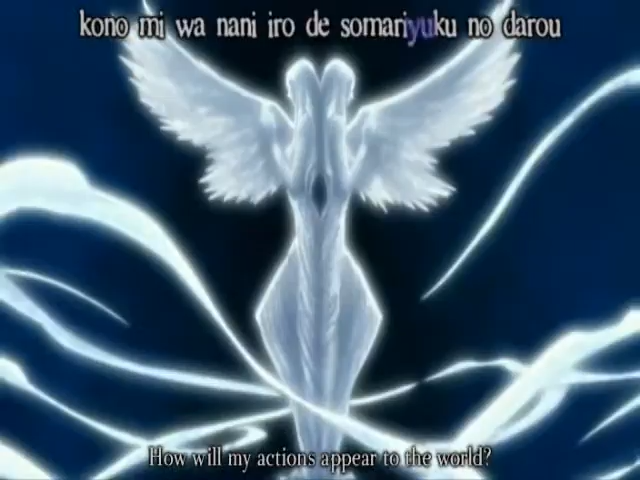 kono mi wa nani iro de somariyuku no darou
How will my actions appear to the world?